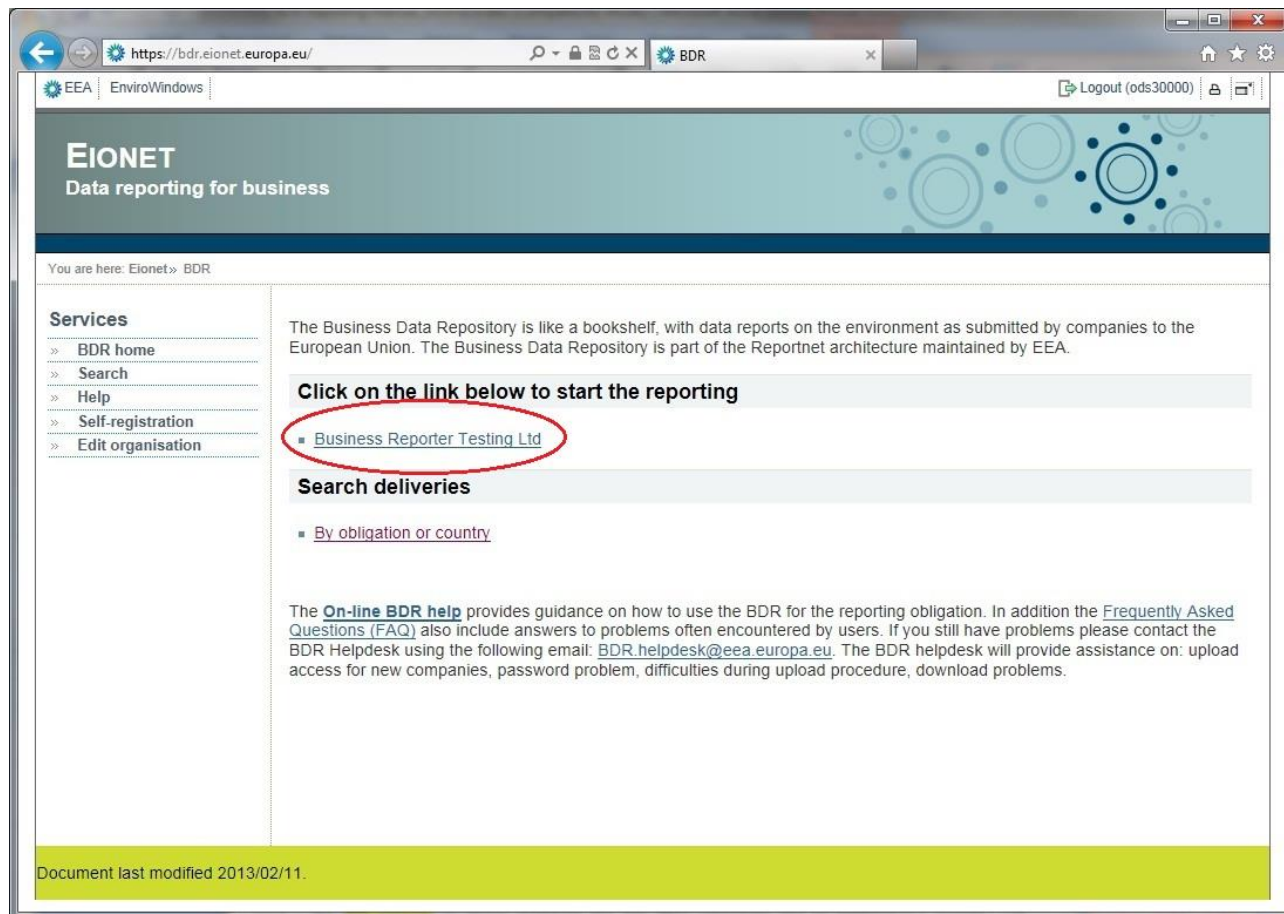 https://bdr.eionet.europa.eu/
BDR
EEA EnviroWindows
Logout (ods30000)
EIONET
Data reporting for business
You are here: Eionet» BDR
Services
» BDR home
» Search
» Help
» Self-registration
» Edit organisation
The Business Data Repository is like a bookshelf, with data reports on the environment as submitted by companies to the
European Union. The Business Data Repository is part of the Reportnet architecture maintained by EEA.
Click on the link below to start the reporting
Business Reporter Testing Ltd
Search deliveries
By obligation or country
The On-line BDR help provides guidance on how to use the BDR for the reporting obligation. In addition the Frequently Asked
Questions (FAQ) also include answers to problems often encountered by users. If you still have problems please contact the
BDR Helpdesk using the following email: BDR.helpdesk@eea.europa.eu. The BDR helpdesk will provide assistance on: upload
access for new companies, password problem, difficulties during upload procedure, download problems.
Document last modified 2013/02/11.